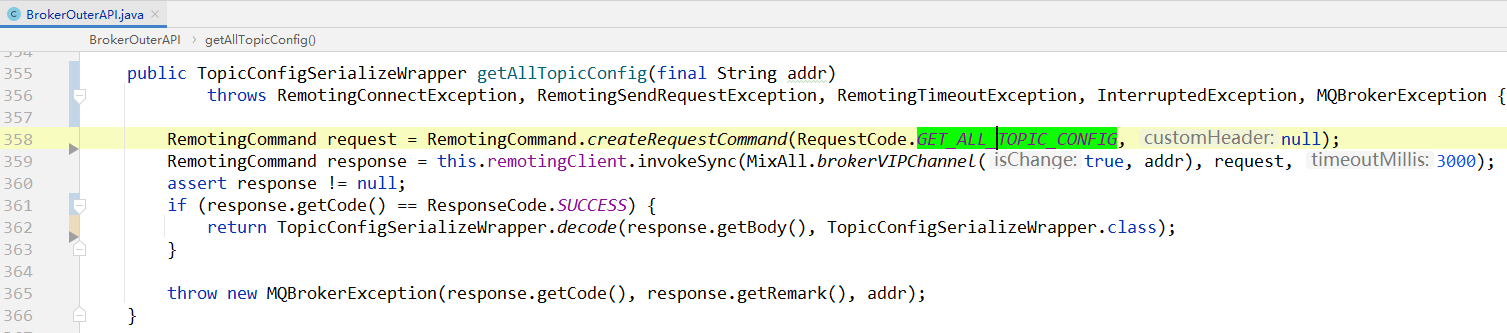 BrokerOuterAPI.java ×
BrokerOuterAPI › getAllTopicConfig()
354
355 public TopicConfigSerializeWrapper getAllTopicConfig(final String addr)
356 throws RemotingConnectException, RemotingSendRequestException, RemotingTimeoutException, InterruptedException, MQBrokerException {
357
358 RemotingCommand request = RemotingCommand.createRequestCommand(RequestCode.GET_ALL_TOPIC_CONFIG, customHeader: null);
359 RemotingCommand response = this.remotingClient.invokeSync(MixAll.brokerVIPChannel( isChange: true, addr), request, timeoutMillis: 3000);
360 assert response != null;
361 if (response.getCode() == ResponseCode.SUCCESS) {
362 return TopicConfigSerializeWrapper.decode(response.getBody(), TopicConfigSerializeWrapper.class);
363 }
364
365 throw new MQBrokerException(response.getCode(), response.getRemark(), addr);
366 }